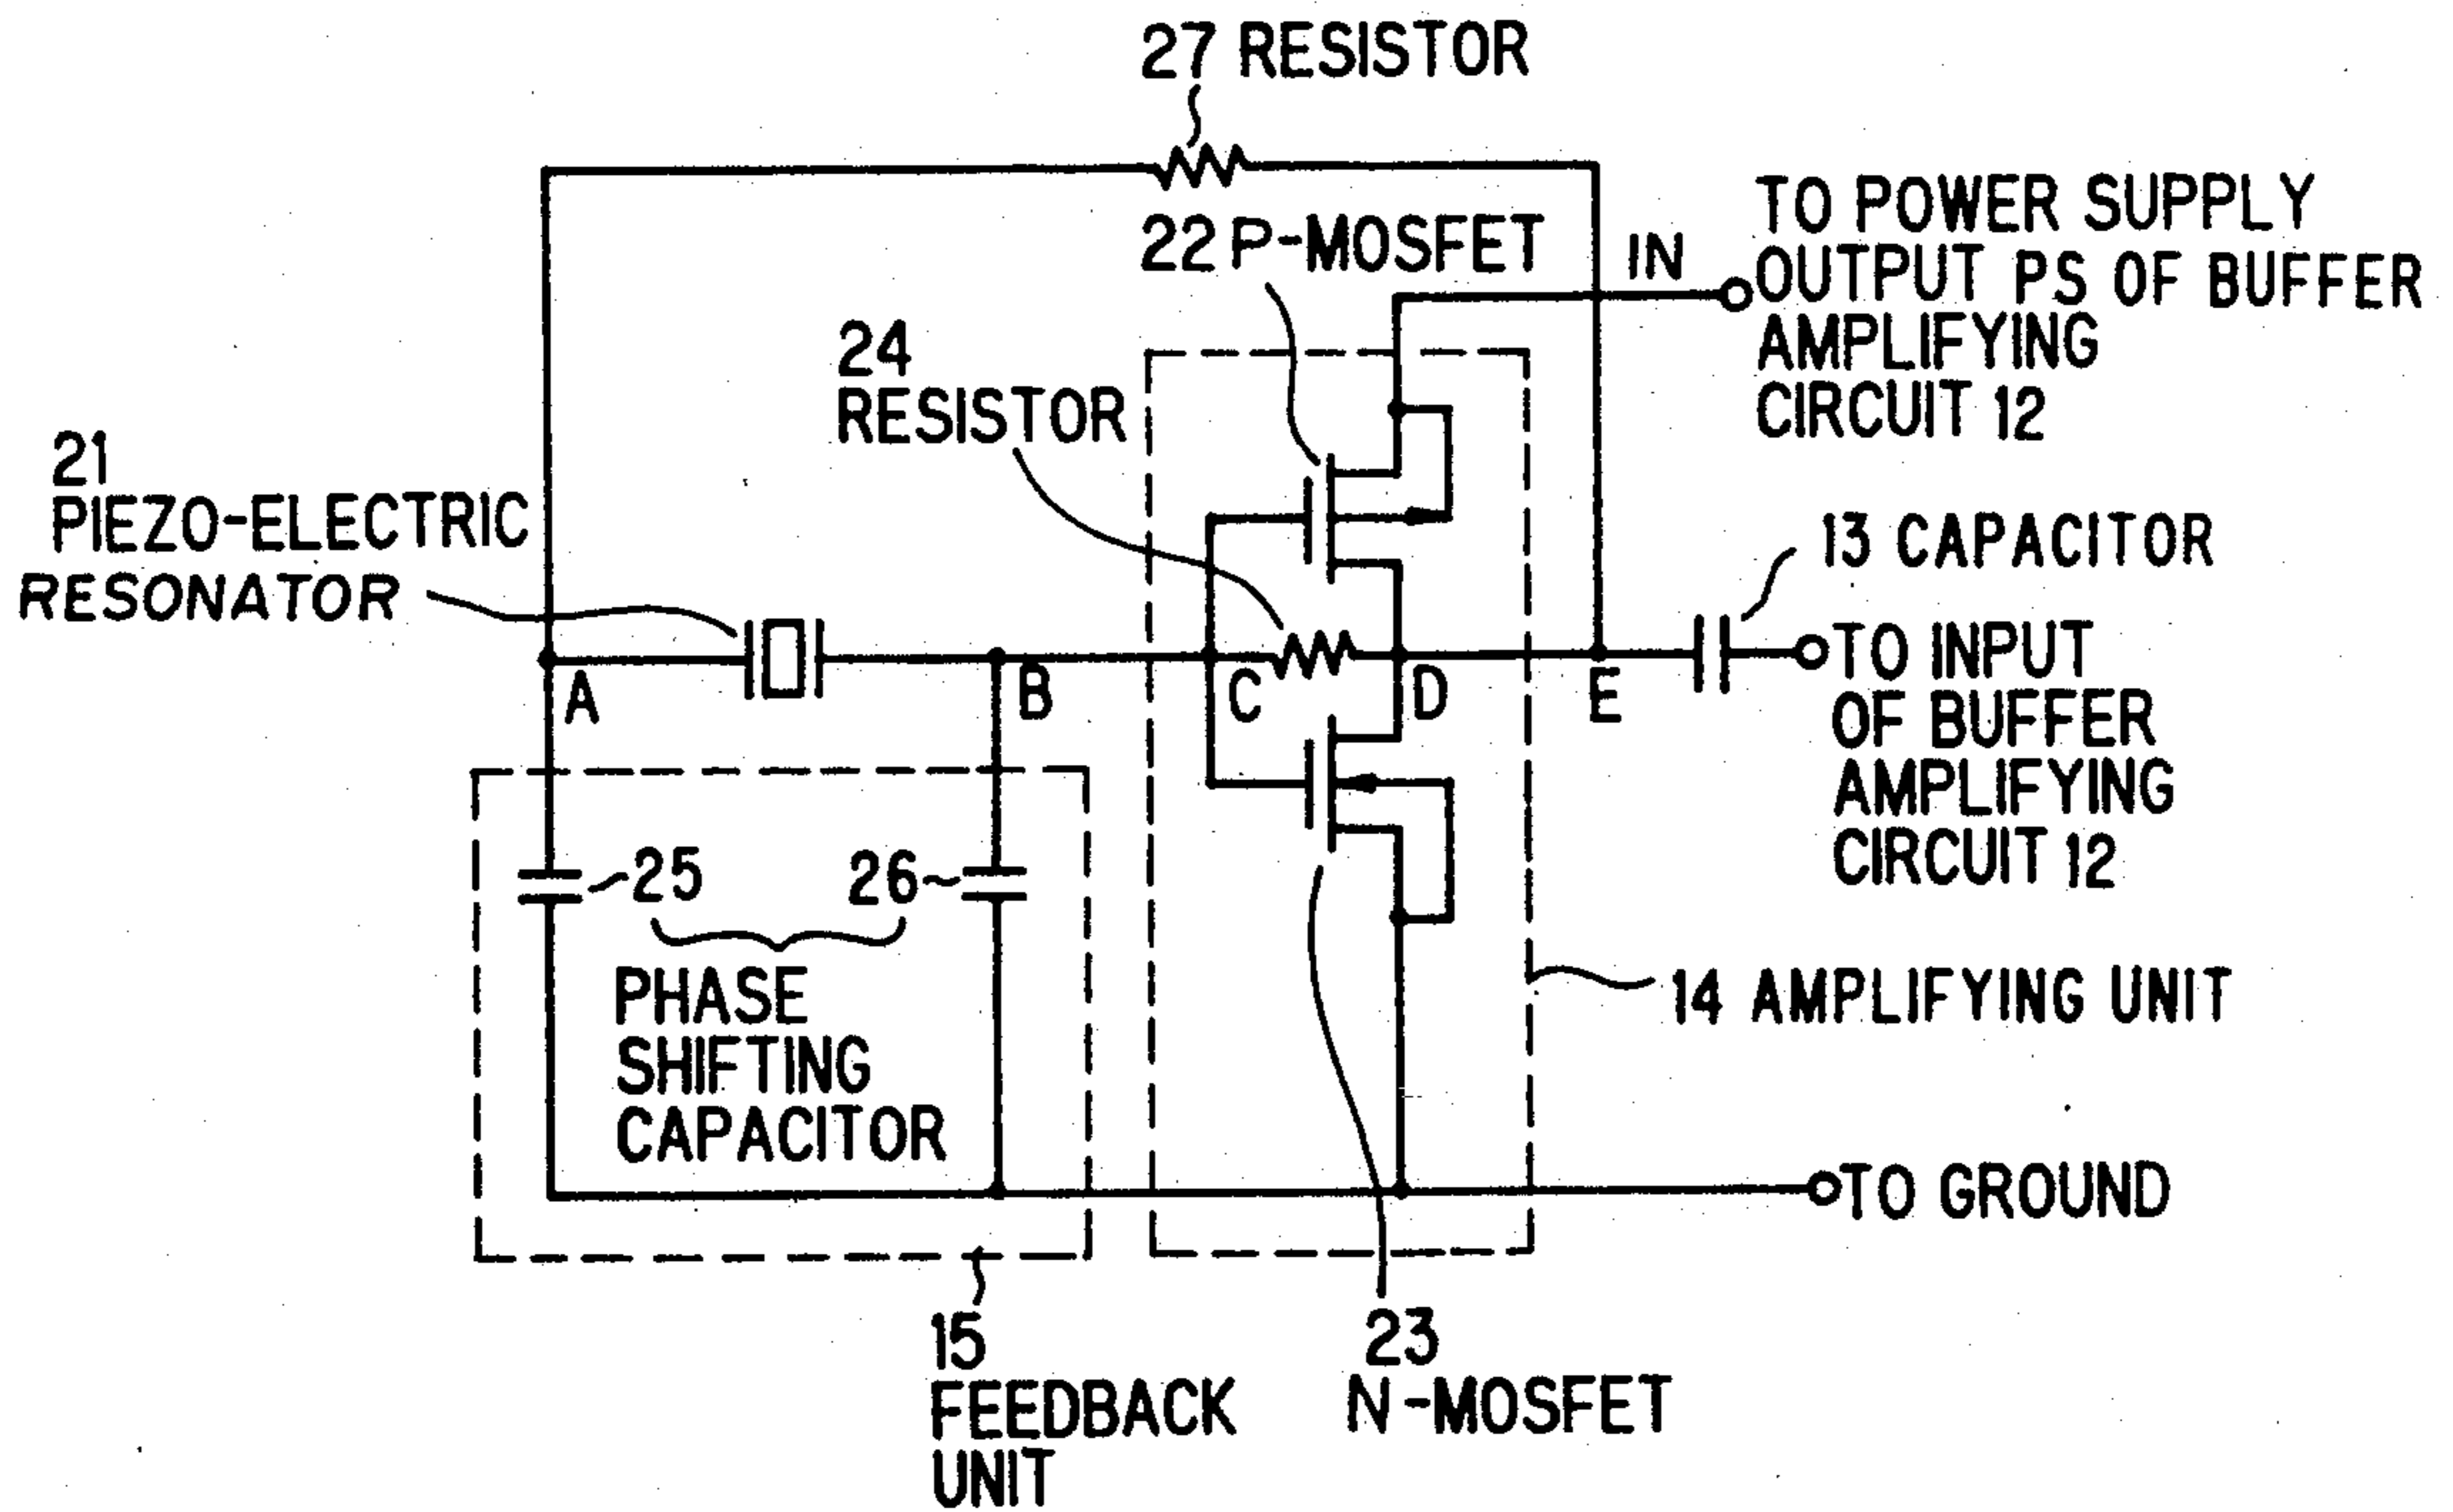 27 RESISTOR
22 P-MOSFET
IN
TO POWER SUPPLY
OUTPUT PS OF BUFFER
AMPLIFYING
CIRCUIT 12
24
RESISTOR
21
PIEZO-ELECTRIC
RESONATOR
13 CAPACITOR
A
B
C
D
E
TO INPUT
OF BUFFER
AMPLIFYING
CIRCUIT 12
25
26
PHASE
SHIFTING
CAPACITOR
14 AMPLIFYING UNIT
TO GROUND
15
FEEDBACK
UNIT
23
N-MOSFET